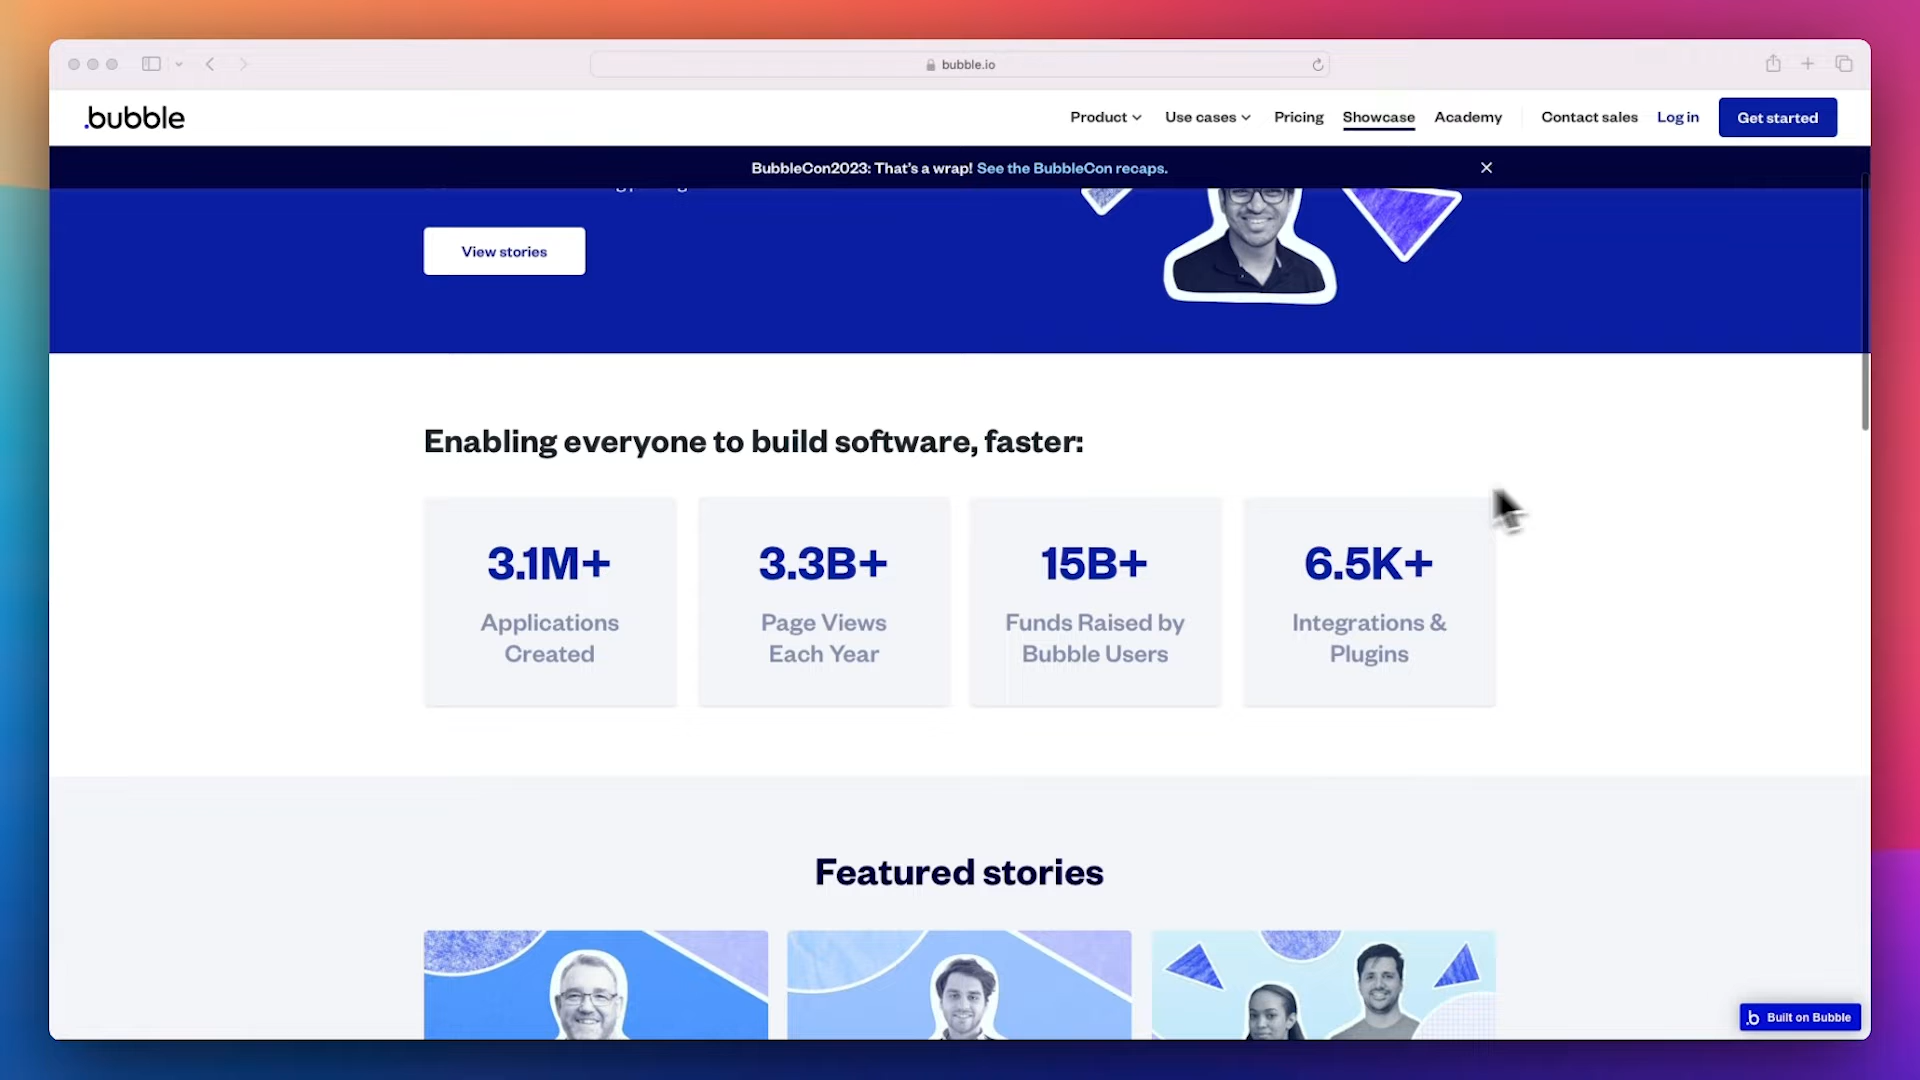 bubble.io
.bubble
Product
Use cases
Pricing
Showcase
Academy
Contact sales
Log in
Get started
BubbleCon2023: That's a wrap! See the BubbleCon recaps.
View stories
Enabling everyone to build software, faster:
3.1M+
Applications
Created
3.3B+
Page Views
Each Year
15B+
Funds Raised by
Bubble Users
6.5K+
Integrations &
Plugins
Featured stories
.b Built on Bubble